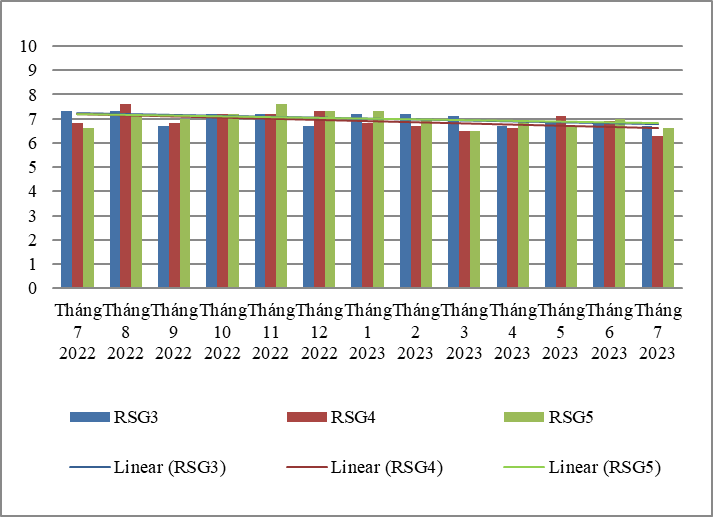 10
9
8
7
6
5
4
3
2
1
0
Tháng Tháng Tháng Tháng Tháng Tháng Tháng Tháng Tháng Tháng Tháng Tháng Tháng
7 8 9 10 11 12 1 2 3 4 5 6 7
2022 2022 2022 2022 2022 2022 2023 2023 2023 2023 2023 2023 2023
RSG3 RSG4 RSG5
Linear (RSG3) Linear (RSG4) Linear (RSG5)